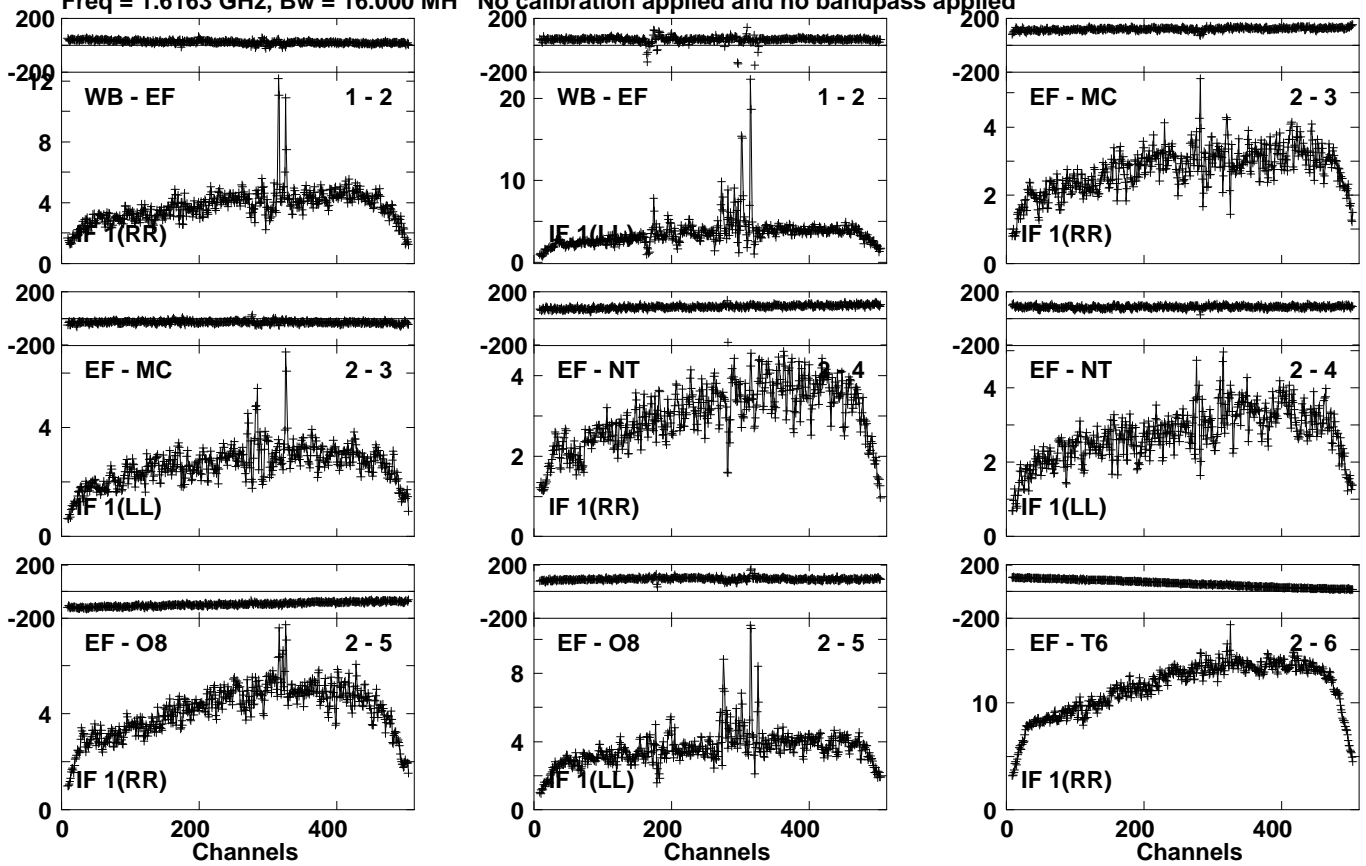 Freq = 1.6163 GHz, Bw = 16.000 MH No calibration applied and no bandpass applied
200
-200
12
8
4
0
WB - EF 1 - 2
IF 1(RR)
200
-200
20
10
0
WB - EF 1 - 2
IF 1(LL)
200
-200
4
2
0
EF - MC 2 - 3
IF 1(RR)
200
-200
4
0
EF - MC 2 - 3
IF 1(LL)
200
-200
4
2
0
EF - NT 2 - 4
IF 1(RR)
200
-200
4
2
0
EF - NT 2 - 4
IF 1(LL)
200
-200
4
0
EF - O8 2 - 5
IF 1(RR)
0 200 400
Channels
200
-200
8
4
0
EF - O8 2 - 5
IF 1(LL)
0 200 400
Channels
200
-200
10
0
EF - T6 2 - 6
IF 1(RR)
0 200 400
Channels